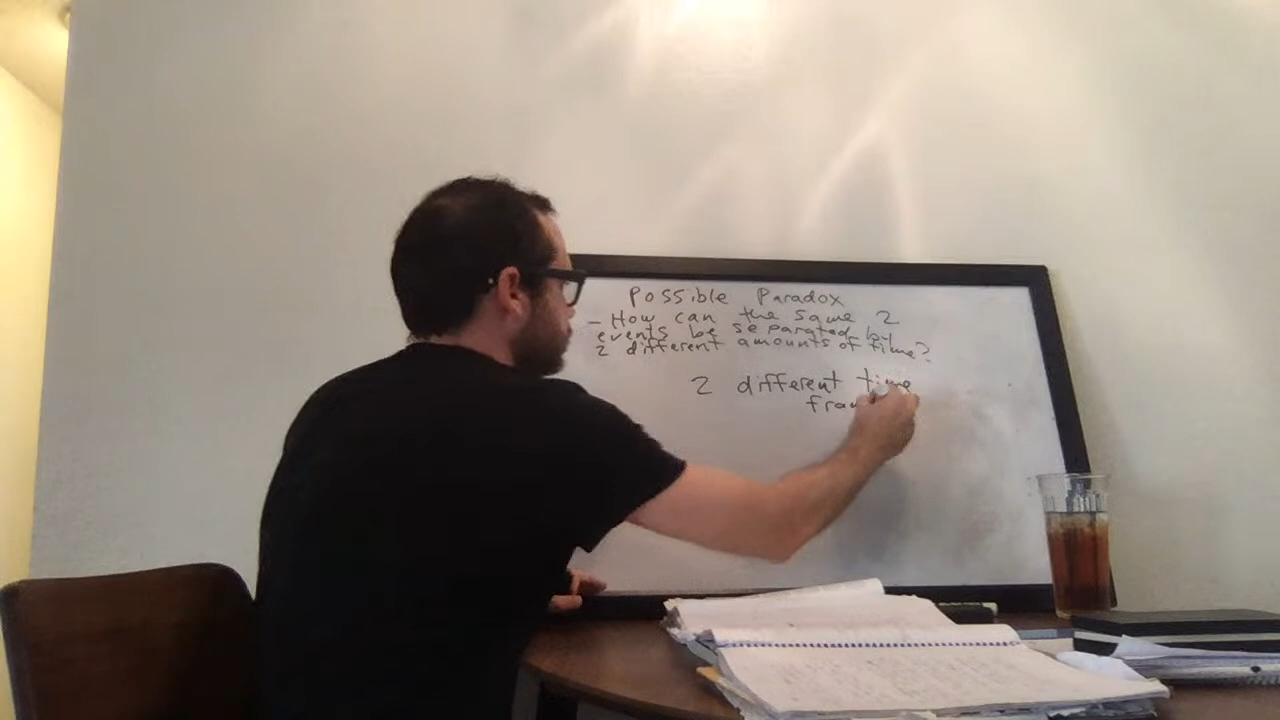 Possible Paradox
- How can the same 2
events be separated by
2 different amounts of time?
2 different time
fra